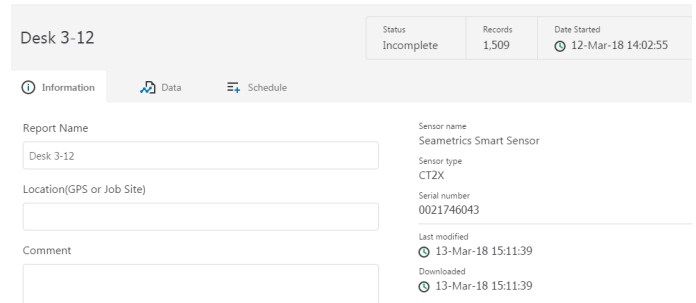 Desk 3-12
Status
Incomplete
Records
1,509
Date Started
12-Mar-18 14:02:55
Information
Data
Schedule
Report Name
Desk 3-12
Location(GPS or Job Site)
Comment
Sensor name
Seametrics Smart Sensor
Sensor type
CT2X
Serial number
0021746043
Last modified
13-Mar-18 15:11:39
Downloaded
13-Mar-18 15:11:39